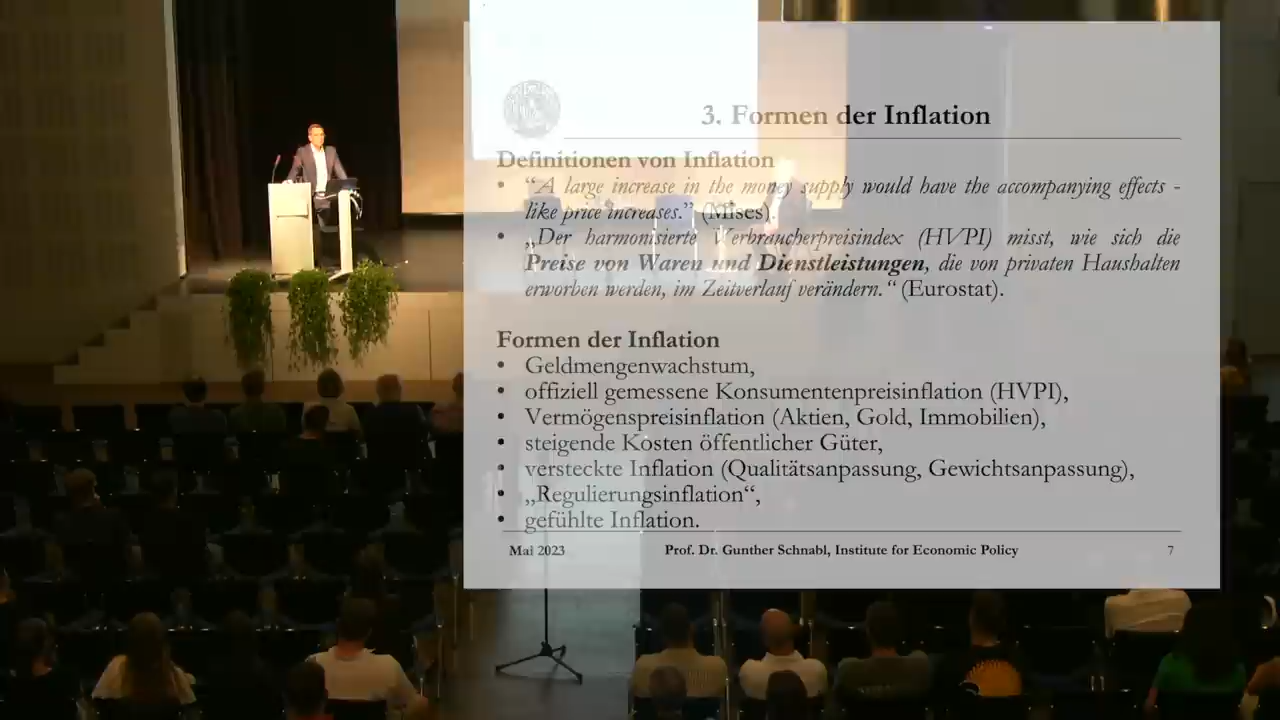 3. Formen der Inflation
Definitionen von Inflation
• “A large increase in the money supply would have the accompanying effects -
like price increases.” (Mises).
• „Der harmonisierte Verbraucherpreisindex (HVPI) misst, wie sich die
Preise von Waren und Dienstleistungen, die von privaten Haushalten
erworben werden, im Zeitverlauf verändern.“ (Eurostat).
Formen der Inflation
• Geldmengenwachstum,
• offiziell gemessene Konsumentenpreisinflation (HVPI),
• Vermögenspreisinflation (Aktien, Gold, Immobilien),
• steigende Kosten öffentlicher Güter,
• versteckte Inflation (Qualitätsanpassung, Gewichtsanpassung),
• „Regulierungsinflation“,
• gefühlte Inflation.
Mai 2023 Prof. Dr. Gunther Schnabl, Institute for Economic Policy 7